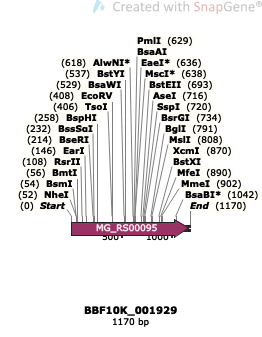 Created with SnapGene®
PmlI (629)
BsaAI
(618) AlwNI* EaeI* (636)
(537) BstYI MscI* (638)
(529) BsaWI BstEII (693)
(408) EcoRV AseI (716)
(406) TsoI SspI (720)
(258) BspHI BsrGI (734)
(232) BssSαI BglI (791)
(214) BseRI MslI (808)
(146) EarI XcmI (870)
(108) RsrII BstXI
(56) BmtI MfeI (890)
(54) BsmI MmeI (902)
(52) NheI BsaBI* (1042)
(0) Start End (1170)
MG_RS00095
500 1000
BBF10K_001929
1170 bp